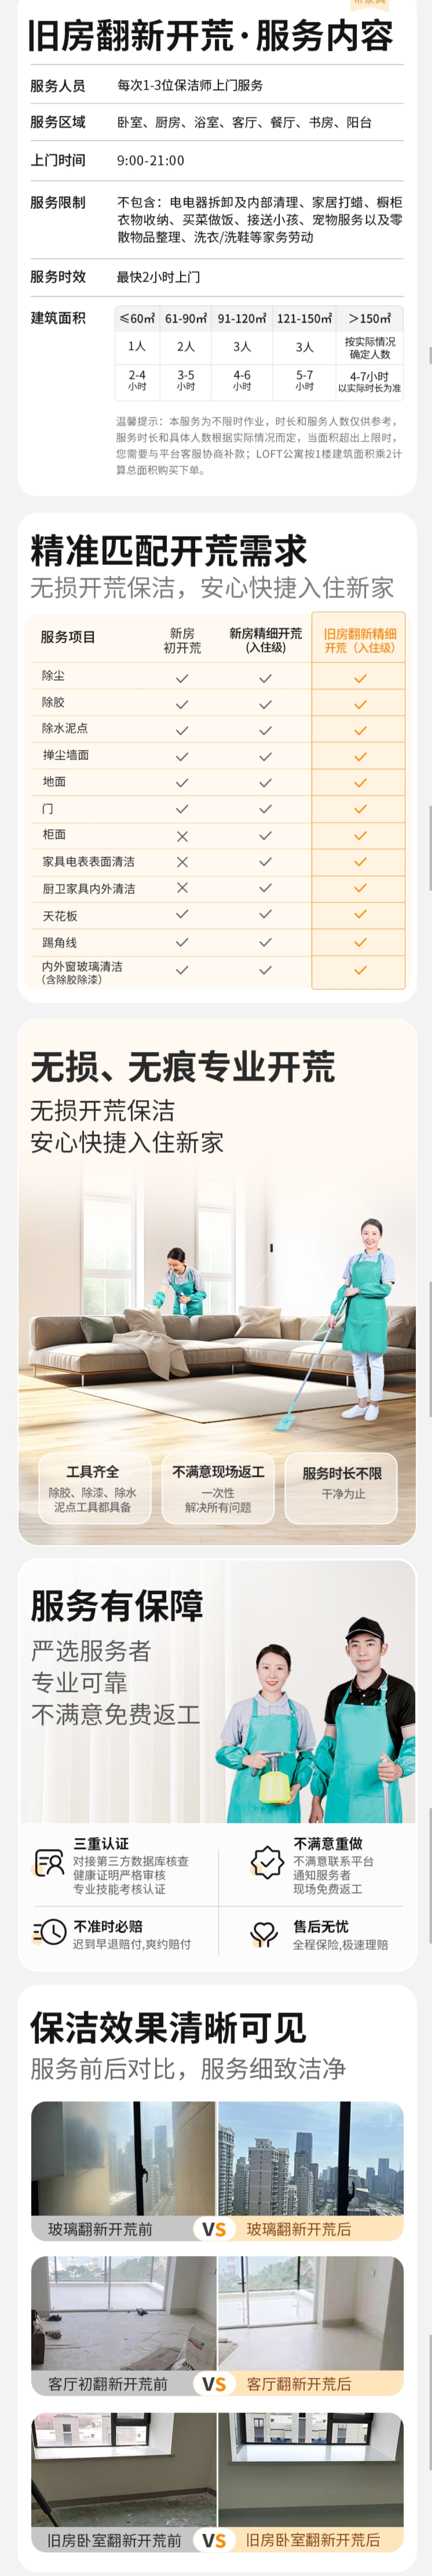 旧房翻新开荒·服务内容
服务人员 每次1-3位保洁师上门服务
服务区域 卧室、厨房、浴室、客厅、餐厅、书房、阳台
上门时间 9:00-21:00
服务限制 不包含：电电器拆卸及内部清理、家居打蜡、橱柜
衣物收纳、买菜做饭、接送小孩、宠物服务以及零
散物品整理、洗衣/洗鞋等家务劳动
服务时效 最快2小时上门
建筑面积 ≤60㎡ 61-90㎡ 91-120㎡ 121-150㎡ ＞150㎡
1人 2人 3人 3人 按实际情况
确定人数
2-4 3-5 4-6 5-7 4-7小时
小时 小时 小时 小时 以实际时长为准
温馨提示：本服务为不限时作业，时长和服务人数仅供参考，
服务时长和具体人数根据实际情况而定，当面积超出上限时，
您需要与平台客服协商补款；LOFT公寓按1楼建筑面积乘2计
算总面积购买下单。
精准匹配开荒需求
无损开荒保洁，安心快捷入住新家
服务项目 新房 新房精细开荒 旧房翻新精细
初开荒 (入住级) 开荒（入住级）
除尘 ✓ ✓ ✓
除胶 ✓ ✓ ✓
除水泥点 ✓ ✓ ✓
掸尘墙面 ✓ ✓ ✓
地面 ✓ ✓ ✓
门 ✓ ✓ ✓
柜面 × ✓ ✓
家具电表表面清洁 × ✓ ✓
厨卫家具内外清洁 × ✓ ✓
天花板 ✓ ✓ ✓
踢角线 ✓ ✓ ✓
内外窗玻璃清洁 ✓ ✓ ✓
（含除胶除漆）
无损、无痕专业开荒
无损开荒保洁
安心快捷入住新家
工具齐全
除胶、除漆、除水
泥点工具都具备
不满意现场返工
一次性
解决所有问题
服务时长不限
干净为止
服务有保障
严选服务者
专业可靠
不满意免费返工
三重认证
对接第三方数据库核查
健康证明严格审核
专业技能考核认证
不满意重做
不满意联系平台
通知服务者
现场免费返工
不准时必赔
迟到早退赔付,爽约赔付
售后无忧
全程保险,极速理赔
保洁效果清晰可见
服务前后对比，服务细致洁净
玻璃翻新开荒前 VS 玻璃翻新开荒后
客厅初翻新开荒前 VS 客厅翻新开荒后
旧房卧室翻新开荒前 VS 旧房卧室翻新开荒后